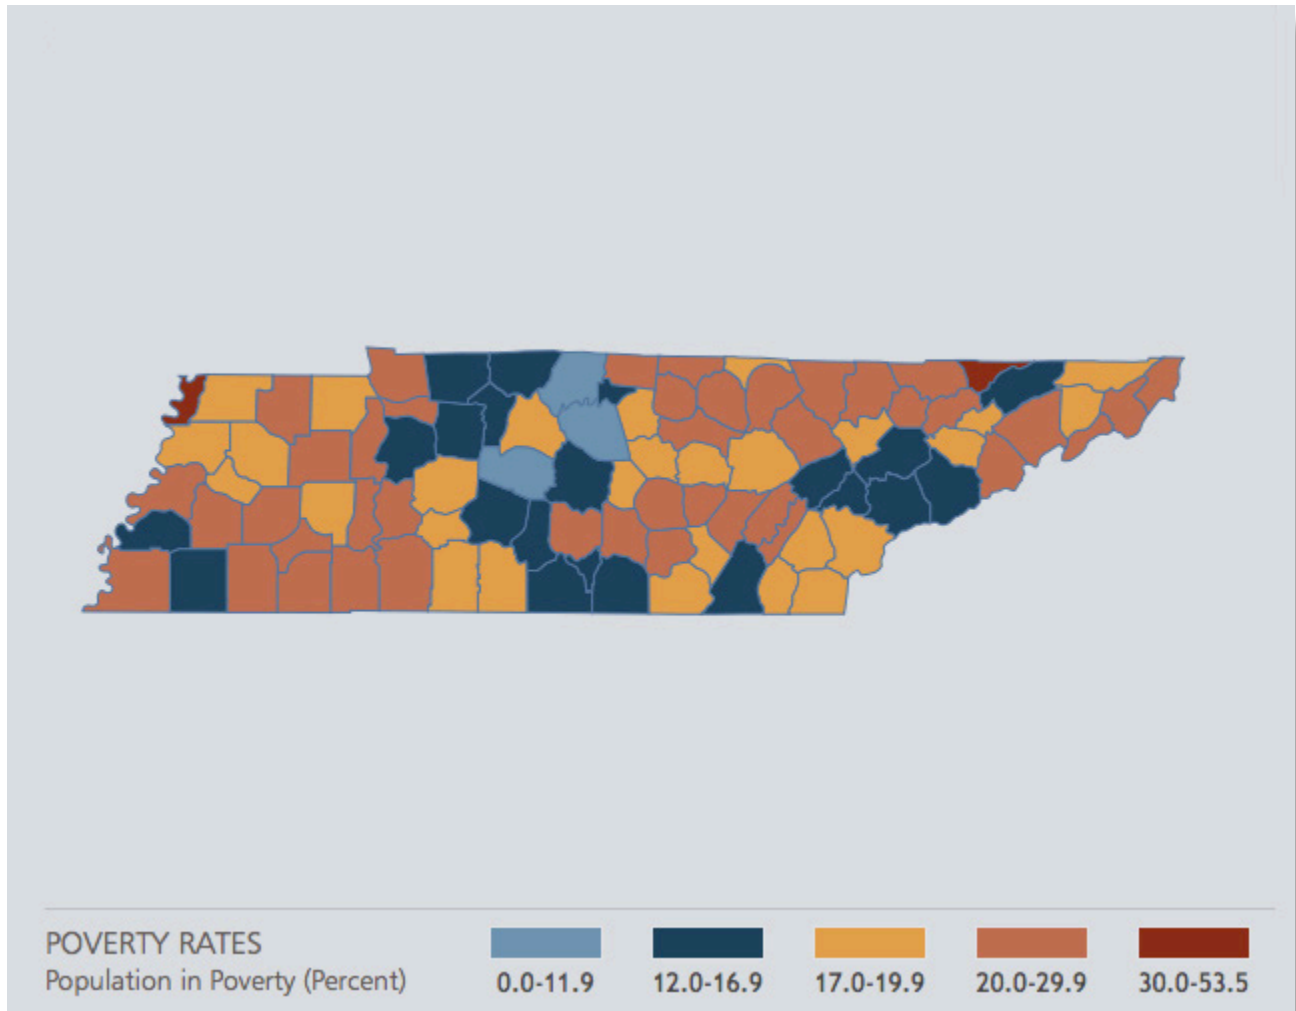 POVERTY RATES
Population in Poverty (Percent)
0.0-11.9
12.0-16.9
17.0-19.9
20.0-29.9
30.0-53.5